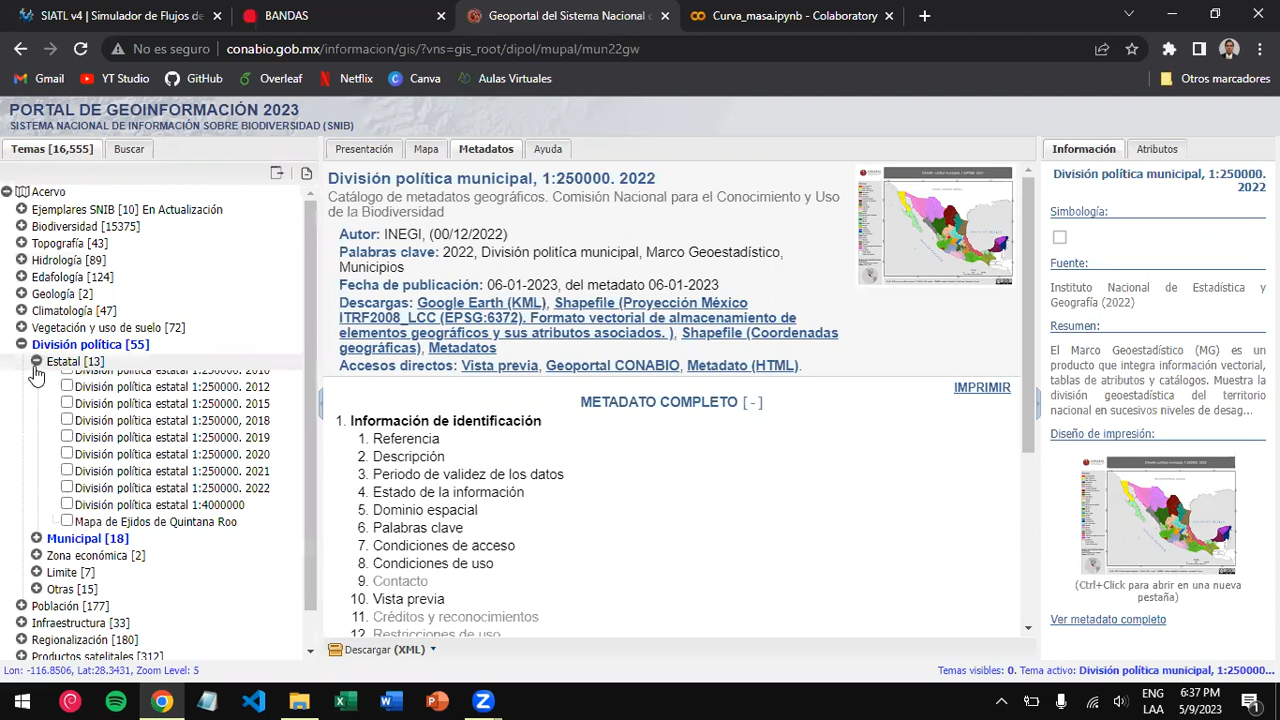 SIATL v4 | Simulador de Flujos de
BANDAS
Geoportal del Sistema Nacional d
Curva_masa.ipynb - Colaboratory
No es seguro
conabio.gob.mx/informacion/gis/?vns=gis_root/dipol/mupal/mun22gw
Gmail
YT Studio
GitHub
Overleaf
Netflix
Canva
Aulas Virtuales
Otros marcadores
PORTAL DE GEOINFORMACIÓN 2023
SISTEMA NACIONAL DE INFORMACIÓN SOBRE BIODIVERSIDAD (SNIB)
Temas [16,555]
Buscar
Acervo
Ejemplares SNIB [10] En Actualización
Biodiversidad [15375]
Topografía [43]
Hidrología [89]
Edafología [124]
Geología [2]
Climatología [47]
Vegetación y uso de suelo [72]
División política [55]
Estatal [13]
División política estatal 1:250000. 2010
División política estatal 1:250000. 2012
División política estatal 1:250000. 2015
División política estatal 1:250000, 2018
División política estatal 1:250000. 2019
División política estatal 1:250000. 2020
División política estatal 1:250000. 2021
División política estatal 1:250000. 2022
División política estatal 1:4000000
Mapa de Ejidos de Quintana Roo
Municipal [18]
Zona económica [2]
Limite [7]
Otras [15]
Población [177]
Infraestructura [33]
Regionalización [180]
Productos satelitales [312]
Presentación
Mapa
Metadatos
Ayuda
División política municipal, 1:250000. 2022
Catálogo de metadatos geográficos. Comisión Nacional para el Conocimiento y Uso
de la Biodiversidad
Autor: INEGI, (00/12/2022)
Palabras clave: 2022, División politíca municipal, Marco Geoestadístico,
Municipios
Fecha de publicación: 06-01-2023, del metadato 06-01-2023
Descargas: Google Earth (KML), Shapefile (Proyección México
ITRF2008_LCC (EPSG:6372). Formato vectorial de almacenamiento de
elementos geográficos y sus atributos asociados. ), Shapefile (Coordenadas
geográficas), Metadatos
Accesos directos: Vista previa, Geoportal CONABIO, Metadato (HTML).
IMPRIMIR
METADATO COMPLETO [-]
1. Información de identificación
1. Referencia
2. Descripción
3. Periodo de validez de los datos
4. Estado de la información
5. Dominio espacial
6. Palabras clave
7. Condiciones de acceso
8. Condiciones de uso
9. Contacto
10. Vista previa
11. Créditos y reconocimientos
12. Restricciones de uso
Descargar (XML)
Información
Atributos
División política municipal, 1:250000.
2022
Simbología:
Fuente:
Instituto Nacional de Estadística y
Geografía (2022)
Resumen:
El Marco Geoestadístico (MG) es un
producto que integra información vectorial,
tablas de atributos y catálogos. Muestra la
división geoestadística del territorio
nacional en sucesivos niveles de desag...
Diseño de impresión:
(Ctrl+Click para abrir en una nueva
pestaña)
Ver metadato completo
Lon: -116.8506, Lat:28.3431, Zoom Level: 5
Temas visibles: 0. Tema activo: División política municipal, 1:250000...
ENG
LAA
6:37 PM
5/9/2023
1